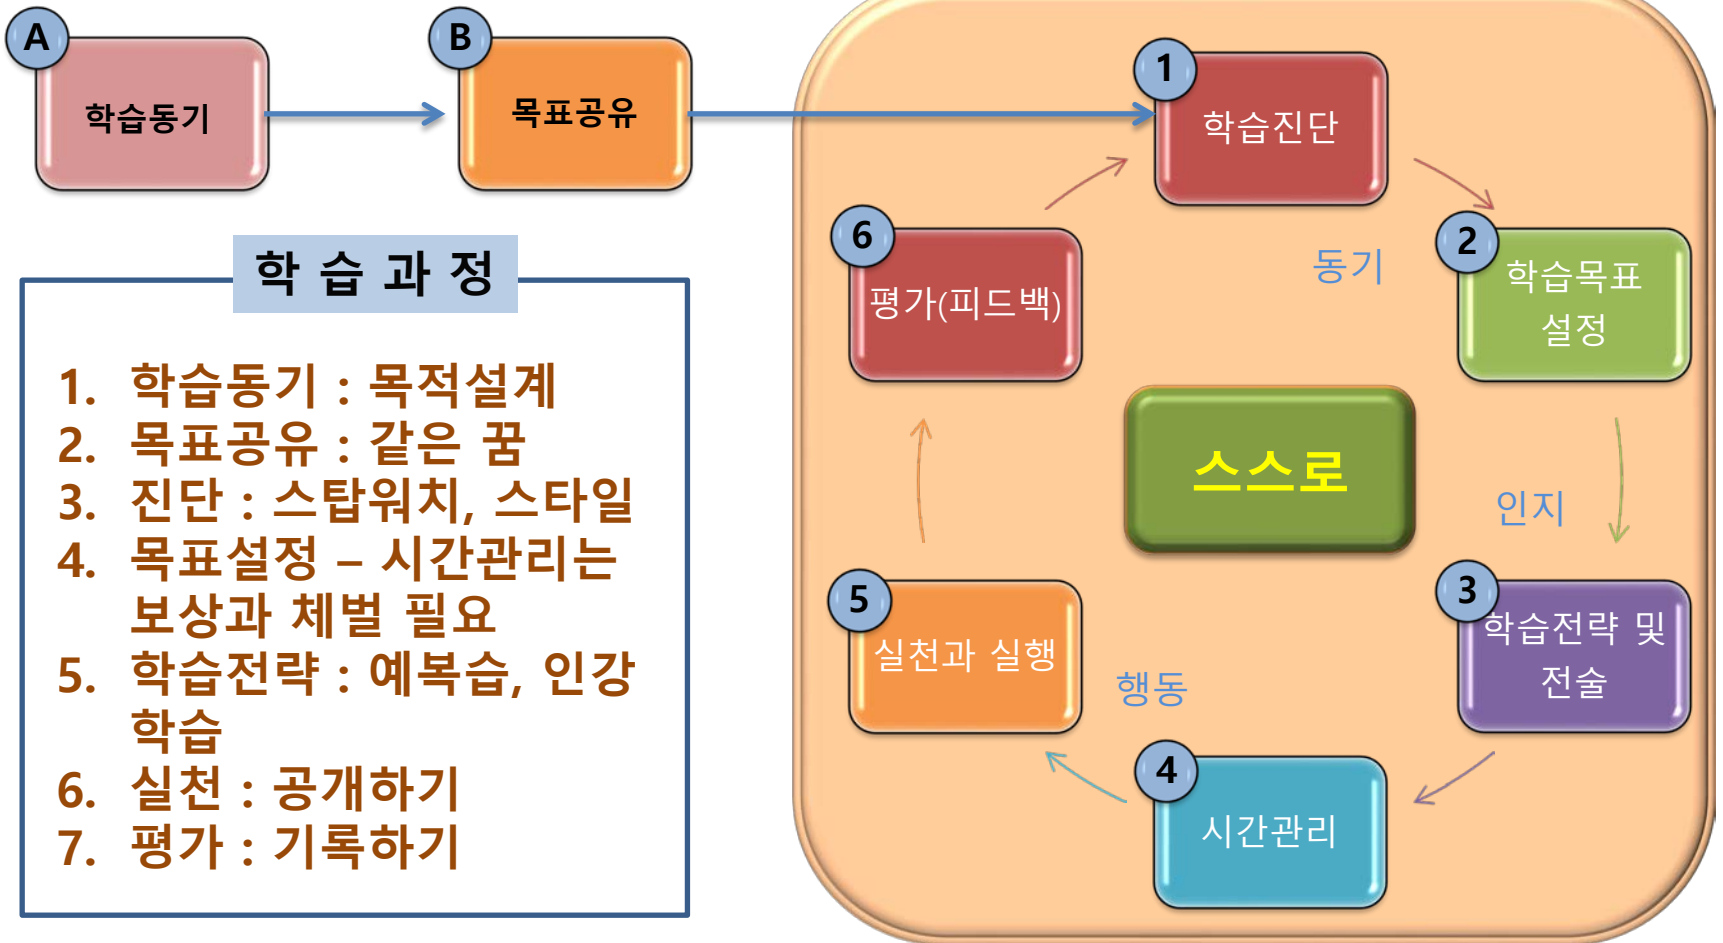 A
학습동기
B
목표공유
학 습 과 정
1. 학습동기 : 목적설계
2. 목표공유 : 같은 꿈
3. 진단 : 스탑워치, 스타일
4. 목표설정 – 시간관리는
보상과 체벌 필요
5. 학습전략 : 예복습, 인강
학습
6. 실천 : 공개하기
7. 평가 : 기록하기
1
학습진단
2
학습목표
설정
3
학습전략 및
전술
4
시간관리
5
실천과 실행
6
평가(피드백)
동기
인지
행동
스스로